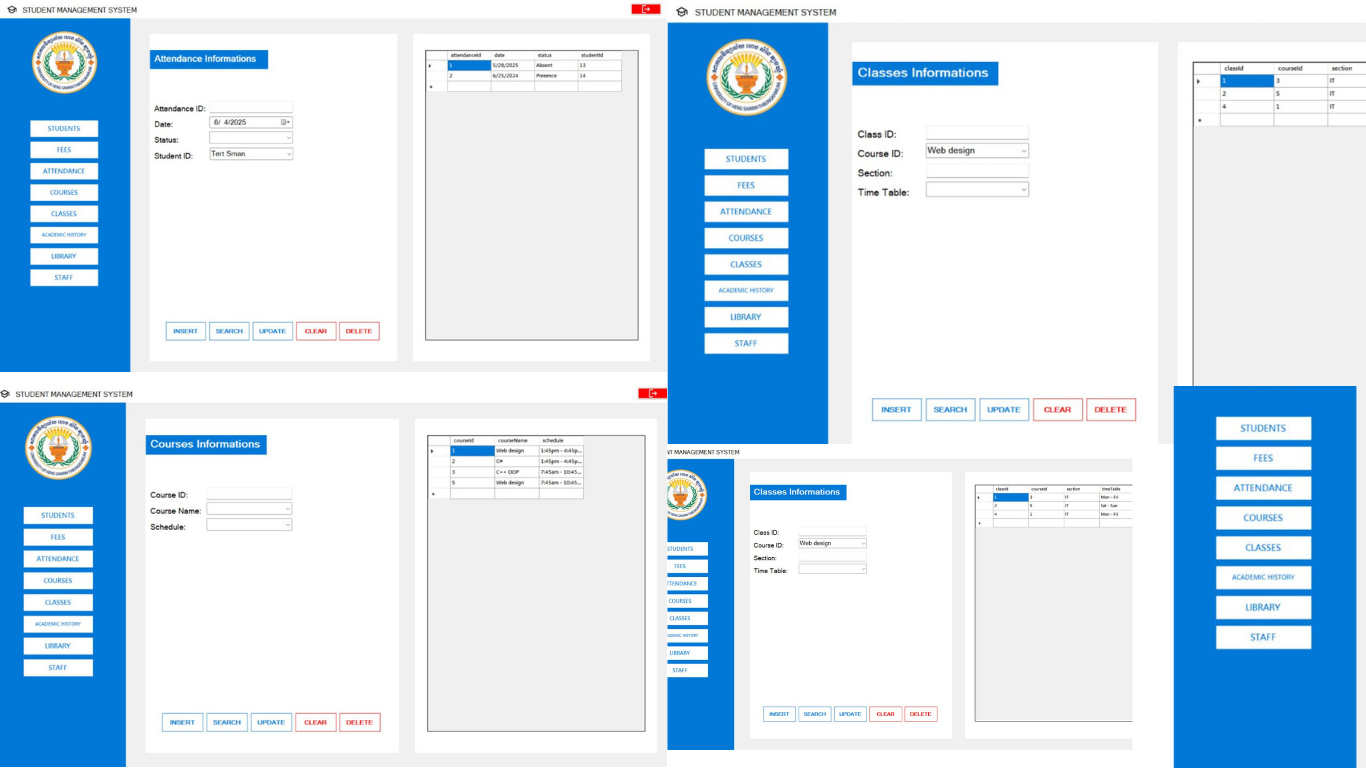 STUDENT MANAGEMENT SYSTEM
STUDENTS
FEES
ATTENDANCE
COURSES
CLASSES
ACADEMIC HISTORY
LIBRARY
STAFF
Attendance Informations
Attendance ID:
Date: 6/ 4/2025
Status:
Student ID: Tert Sman
INSERT SEARCH UPDATE CLEAR DELETE
attendanceId date status studentId
1 5/28/2025 Absent 13
2 6/25/2024 Presence 14
STUDENT MANAGEMENT SYSTEM
UNIVERSITY OF HENG SAMRIN THBONGKHMUM
STUDENTS
FEES
ATTENDANCE
COURSES
CLASSES
ACADEMIC HISTORY
LIBRARY
STAFF
Classes Informations
Class ID:
Course ID: Web design
Section:
Time Table:
INSERT SEARCH UPDATE CLEAR DELETE
classId courseId section
1 3 IT
2 5 IT
4 1 IT
STUDENT MANAGEMENT SYSTEM
STUDENTS
FEES
ATTENDANCE
COURSES
CLASSES
ACADEMIC HISTORY
LIBRARY
STAFF
Courses Informations
Course ID:
Course Name:
Schedule:
INSERT SEARCH UPDATE CLEAR DELETE
courseId courseName schedule
1 Web design 1:45pm - 4:45p...
2 C# 1:45pm - 4:45p...
3 C++ OOP 7:45am - 10:45...
5 Web design 7:45am - 10:45...
NT MANAGEMENT SYSTEM
STUDENTS
FEES
TTENDANCE
COURSES
CLASSES
ADEMIC HISTORY
LIBRARY
STAFF
Classes Informations
Class ID:
Course ID: Web design
Section:
Time Table:
INSERT SEARCH UPDATE CLEAR DELETE
classId courseId section timeTable
1 3 IT Mon - Fri
2 5 IT Sat - Sun
4 1 IT Mon - Fri
STUDENTS
FEES
ATTENDANCE
COURSES
CLASSES
ACADEMIC HISTORY
LIBRARY
STAFF